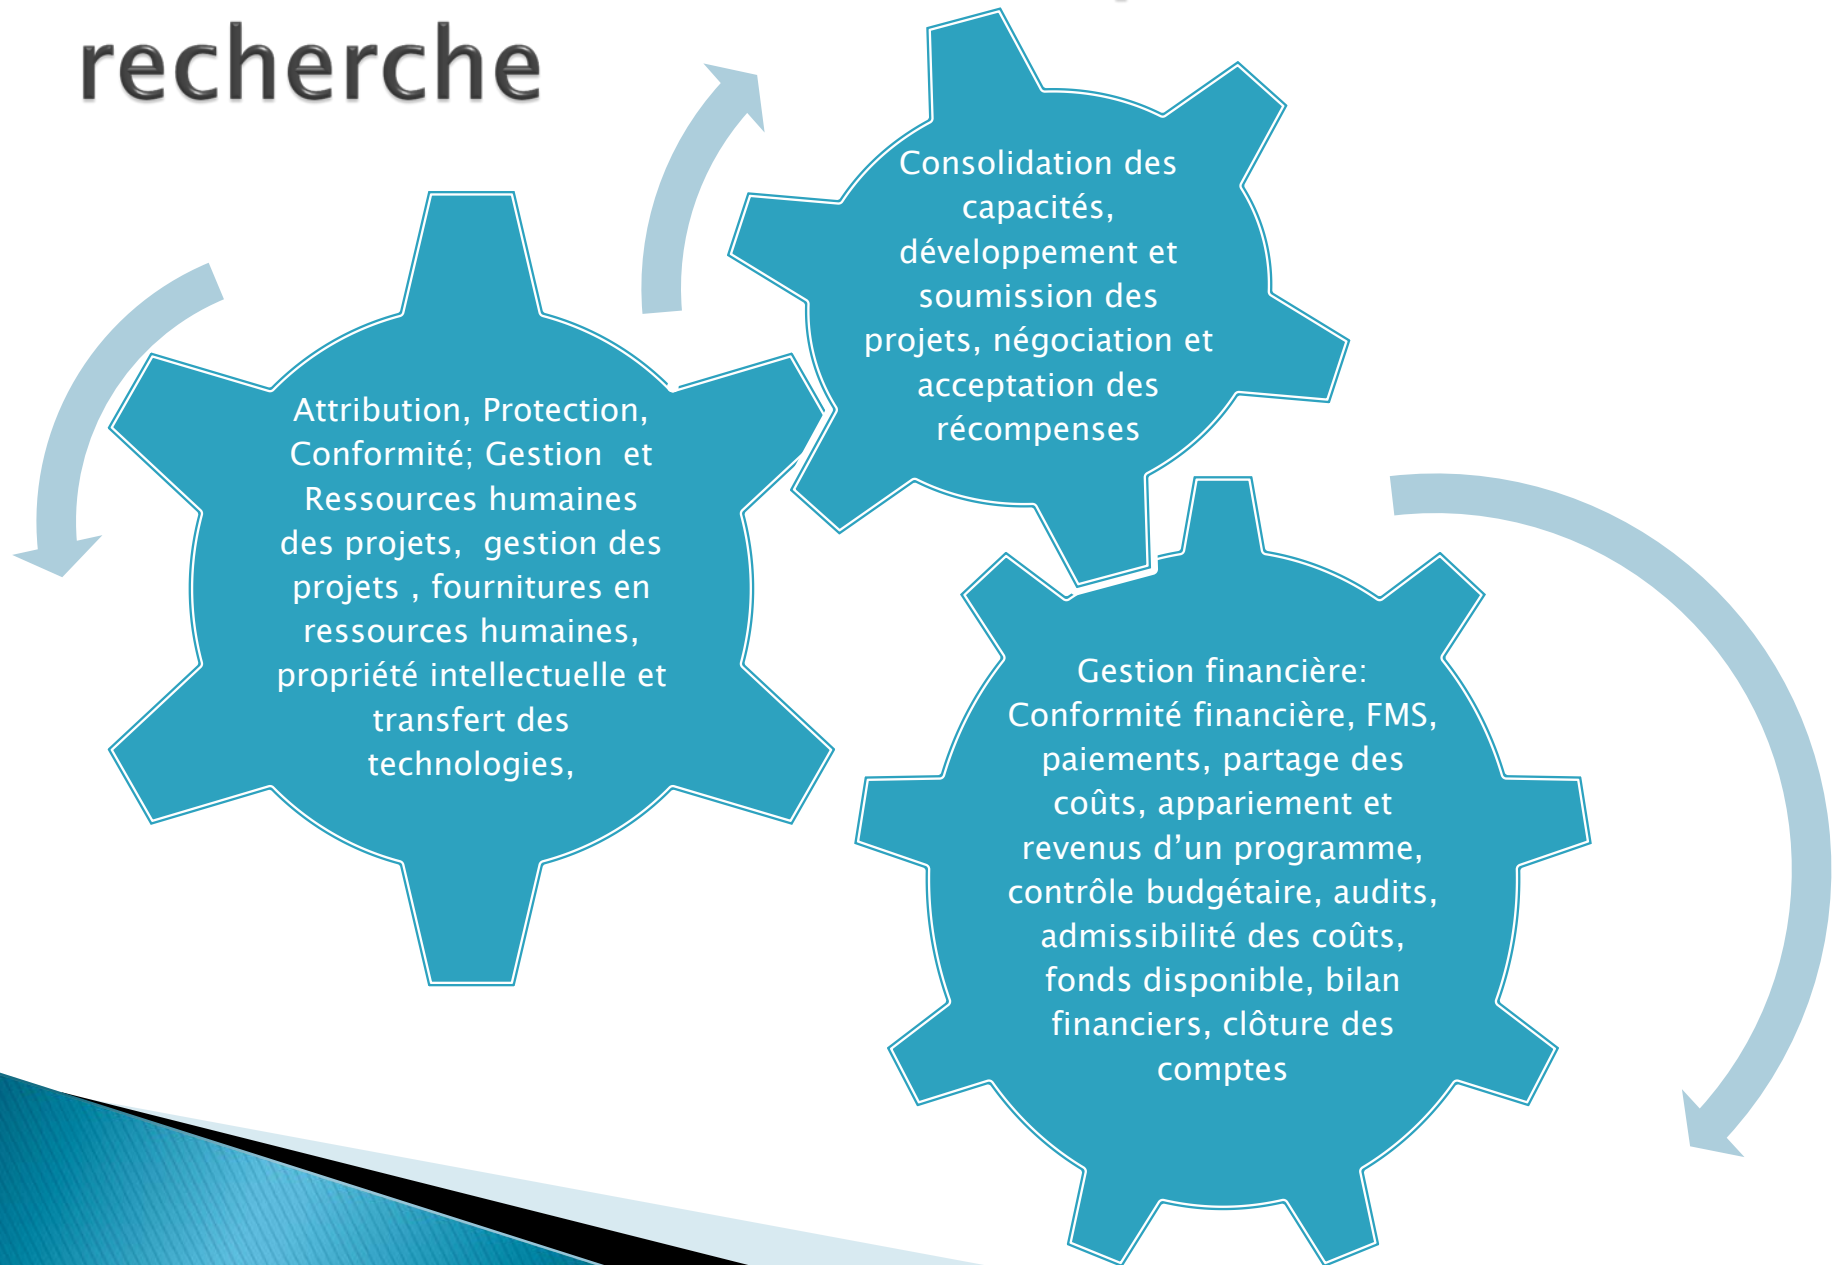 recherche
Consolidation des
capacités,
développement et
soumission des
projets, négociation et
acceptation des
récompenses
Attribution, Protection,
Conformité; Gestion  et
Ressources humaines
des projets,  gestion des
projets , fournitures en
ressources humaines,
propriété intellectuelle et
transfert des
technologies,
Gestion financière:
Conformité financière, FMS,
paiements, partage des
coûts, appariement et
revenus d’un programme,
contrôle budgétaire, audits,
admissibilité des coûts,
fonds disponible, bilan
financiers, clôture des
comptes